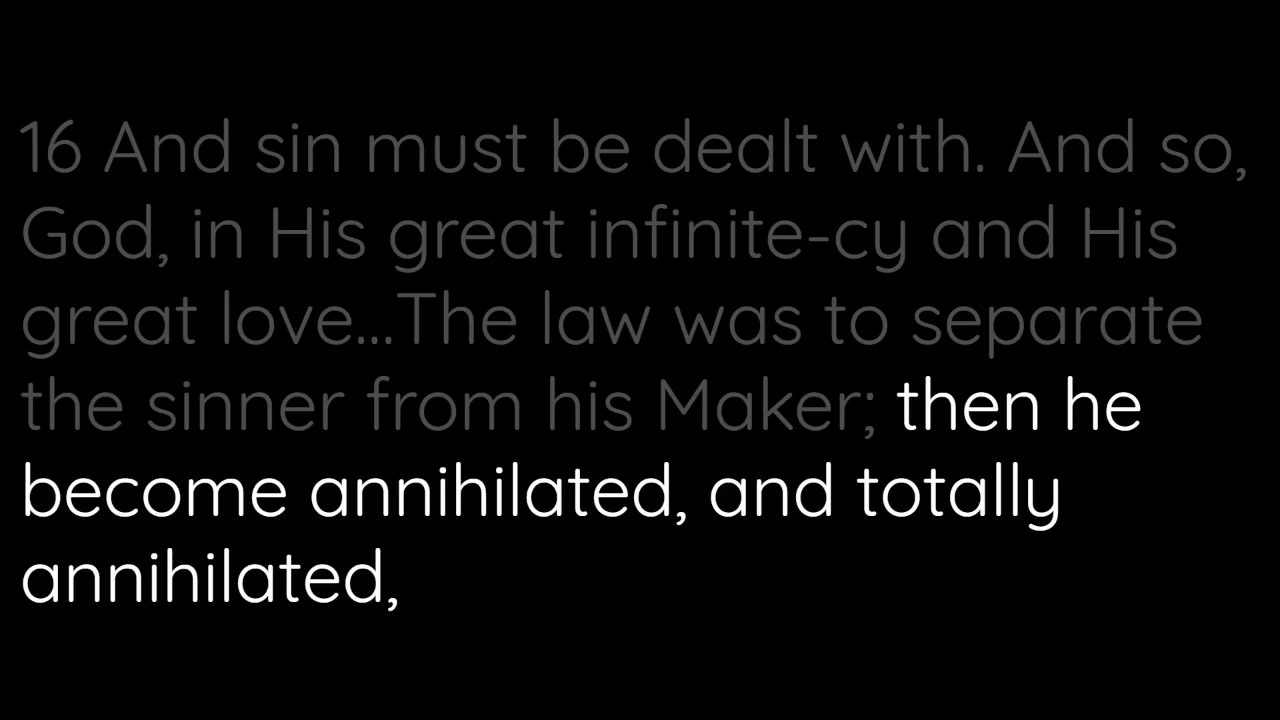 16 And sin must be dealt with. And so,
God, in His great infinite-cy and His
great love...The law was to separate
the sinner from his Maker; then he
become annihilated, and totally
annihilated,